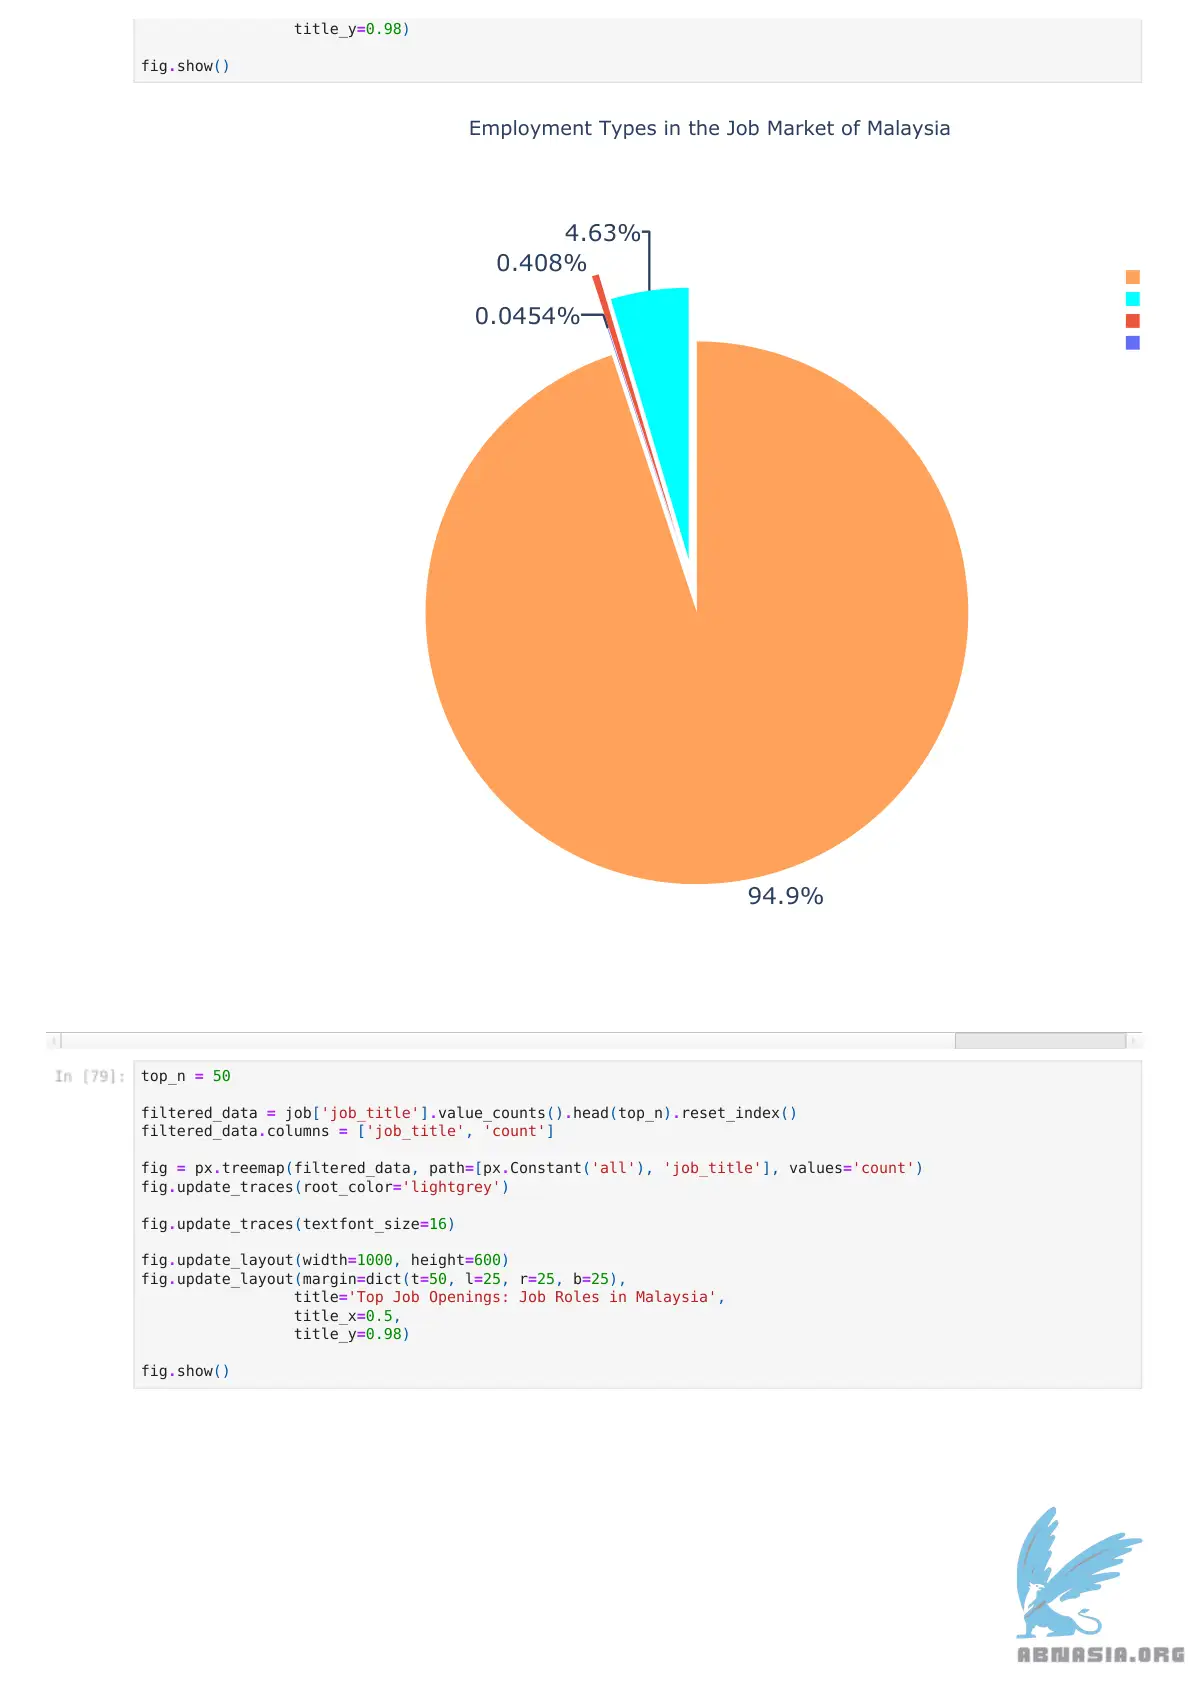 title_y=0.98)
fig.show()
Employment Types in the Job Market of Malaysia
4.63%
0.408%
0.0454%
94.9%
In [79]:
top_n = 50
filtered_data = job['job_title'].value_counts().head(top_n).reset_index()
filtered_data.columns = ['job_title', 'count']
fig = px.treemap(filtered_data, path=[px.Constant('all'), 'job_title'], values='count')
fig.update_traces(root_color='lightgrey')
fig.update_traces(textfont_size=16)
fig.update_layout(width=1000, height=600)
fig.update_layout(margin=dict(t=50, l=25, r=25, b=25),
title='Top Job Openings: Job Roles in Malaysia',
title_x=0.5,
title_y=0.98)
fig.show()
ABNASIA.ORG